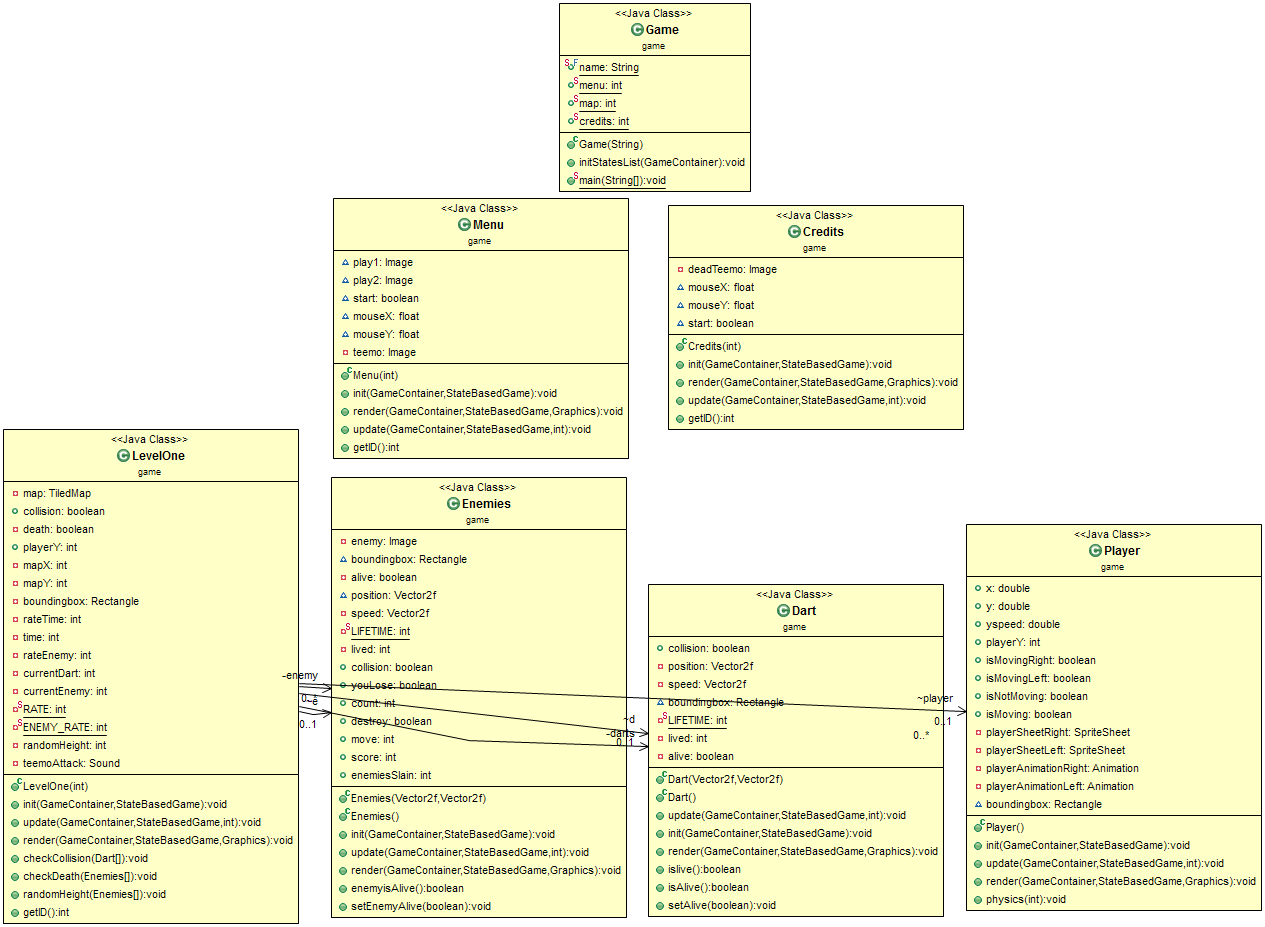 <<Java Class>>
Game
game
name: String
menu: int
map: int
credits: int
Game(String)
initStatesList(GameContainer):void
main(String[]):void
<<Java Class>>
Menu
game
play1: Image
play2: Image
start: boolean
mouseX: float
mouseY: float
teemo: Image
Menu(int)
init(GameContainer,StateBasedGame):void
render(GameContainer,StateBasedGame,Graphics):void
update(GameContainer,StateBasedGame,int):void
getID():int
<<Java Class>>
Credits
game
deadTeemo: Image
mouseX: float
mouseY: float
start: boolean
Credits(int)
init(GameContainer,StateBasedGame):void
render(GameContainer,StateBasedGame,Graphics):void
update(GameContainer,StateBasedGame,int):void
getID():int
<<Java Class>>
LevelOne
game
map: TiledMap
collision: boolean
death: boolean
playerY: int
mapX: int
mapY: int
boundingbox: Rectangle
rateTime: int
time: int
rateEnemy: int
currentDart: int
currentEnemy: int
RATE: int
ENEMY_RATE: int
randomHeight: int
teemoAttack: Sound
LevelOne(int)
init(GameContainer,StateBasedGame):void
update(GameContainer,StateBasedGame,int):void
render(GameContainer,StateBasedGame,Graphics):void
checkCollision(Dart[]):void
checkDeath(Enemies[]):void
randomHeight(Enemies[]):void
getID():int
-enemy
0..*
~e
0..1
<<Java Class>>
Enemies
game
enemy: Image
boundingbox: Rectangle
alive: boolean
position: Vector2f
speed: Vector2f
LIFETIME: int
lived: int
collision: boolean
youLose: boolean
count: int
destroy: boolean
move: int
score: int
enemiesSlain: int
Enemies(Vector2f,Vector2f)
Enemies()
init(GameContainer,StateBasedGame):void
update(GameContainer,StateBasedGame,int):void
render(GameContainer,StateBasedGame,Graphics):void
enemyisAlive():boolean
setEnemyAlive(boolean):void
~d
-darts
0..1
<<Java Class>>
Dart
game
collision: boolean
position: Vector2f
speed: Vector2f
boundingbox: Rectangle
LIFETIME: int
lived: int
alive: boolean
Dart(Vector2f,Vector2f)
Dart()
update(GameContainer,StateBasedGame,int):void
init(GameContainer,StateBasedGame):void
render(GameContainer,StateBasedGame,Graphics):void
islive():boolean
isAlive():boolean
setAlive(boolean):void
~player
0..1
0..*
<<Java Class>>
Player
game
x: double
y: double
yspeed: double
playerY: int
isMovingRight: boolean
isMovingLeft: boolean
isNotMoving: boolean
isMoving: boolean
playerSheetRight: SpriteSheet
playerSheetLeft: SpriteSheet
playerAnimationRight: Animation
playerAnimationLeft: Animation
boundingbox: Rectangle
Player()
init(GameContainer,StateBasedGame):void
update(GameContainer,StateBasedGame,int):void
render(GameContainer,StateBasedGame,Graphics):void
physics(int):void